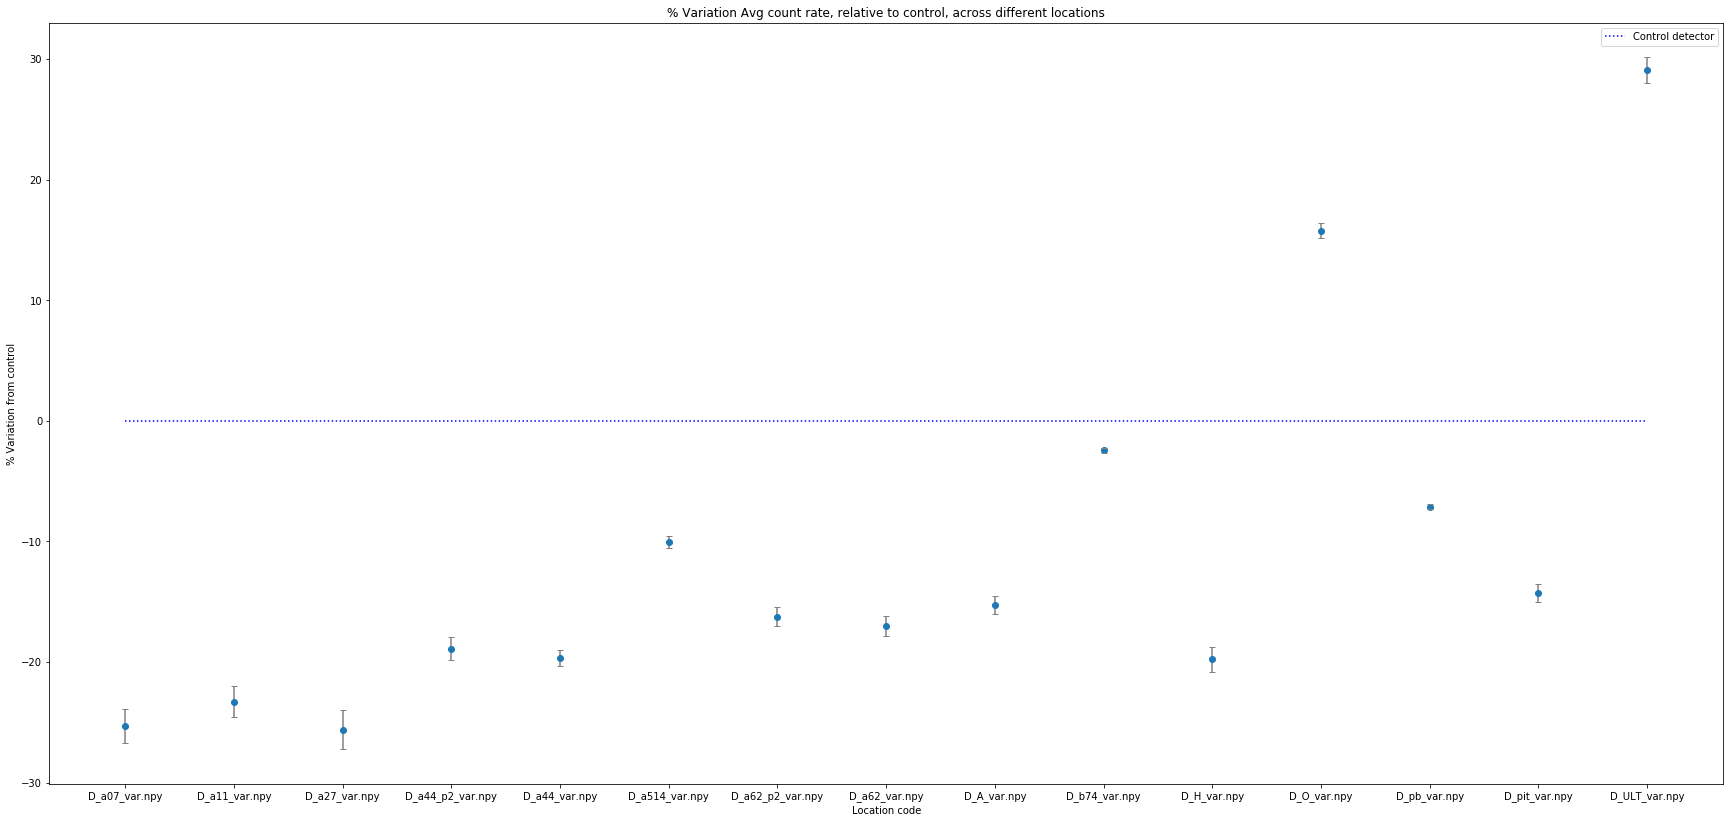 % Variation Avg count rate, relative to control, across different locations
Control detector
30
20
10
0
−10
−20
−30
% Variation from control
D_a07_var.npy D_a11_var.npy D_a27_var.npy D_a44_p2_var.npy D_a44_var.npy D_a514_var.npy D_a62_p2_var.npy D_a62_var.npy D_A_var.npy D_b74_var.npy D_H_var.npy D_O_var.npy D_pb_var.npy D_pit_var.npy D_ULT_var.npy
Location code